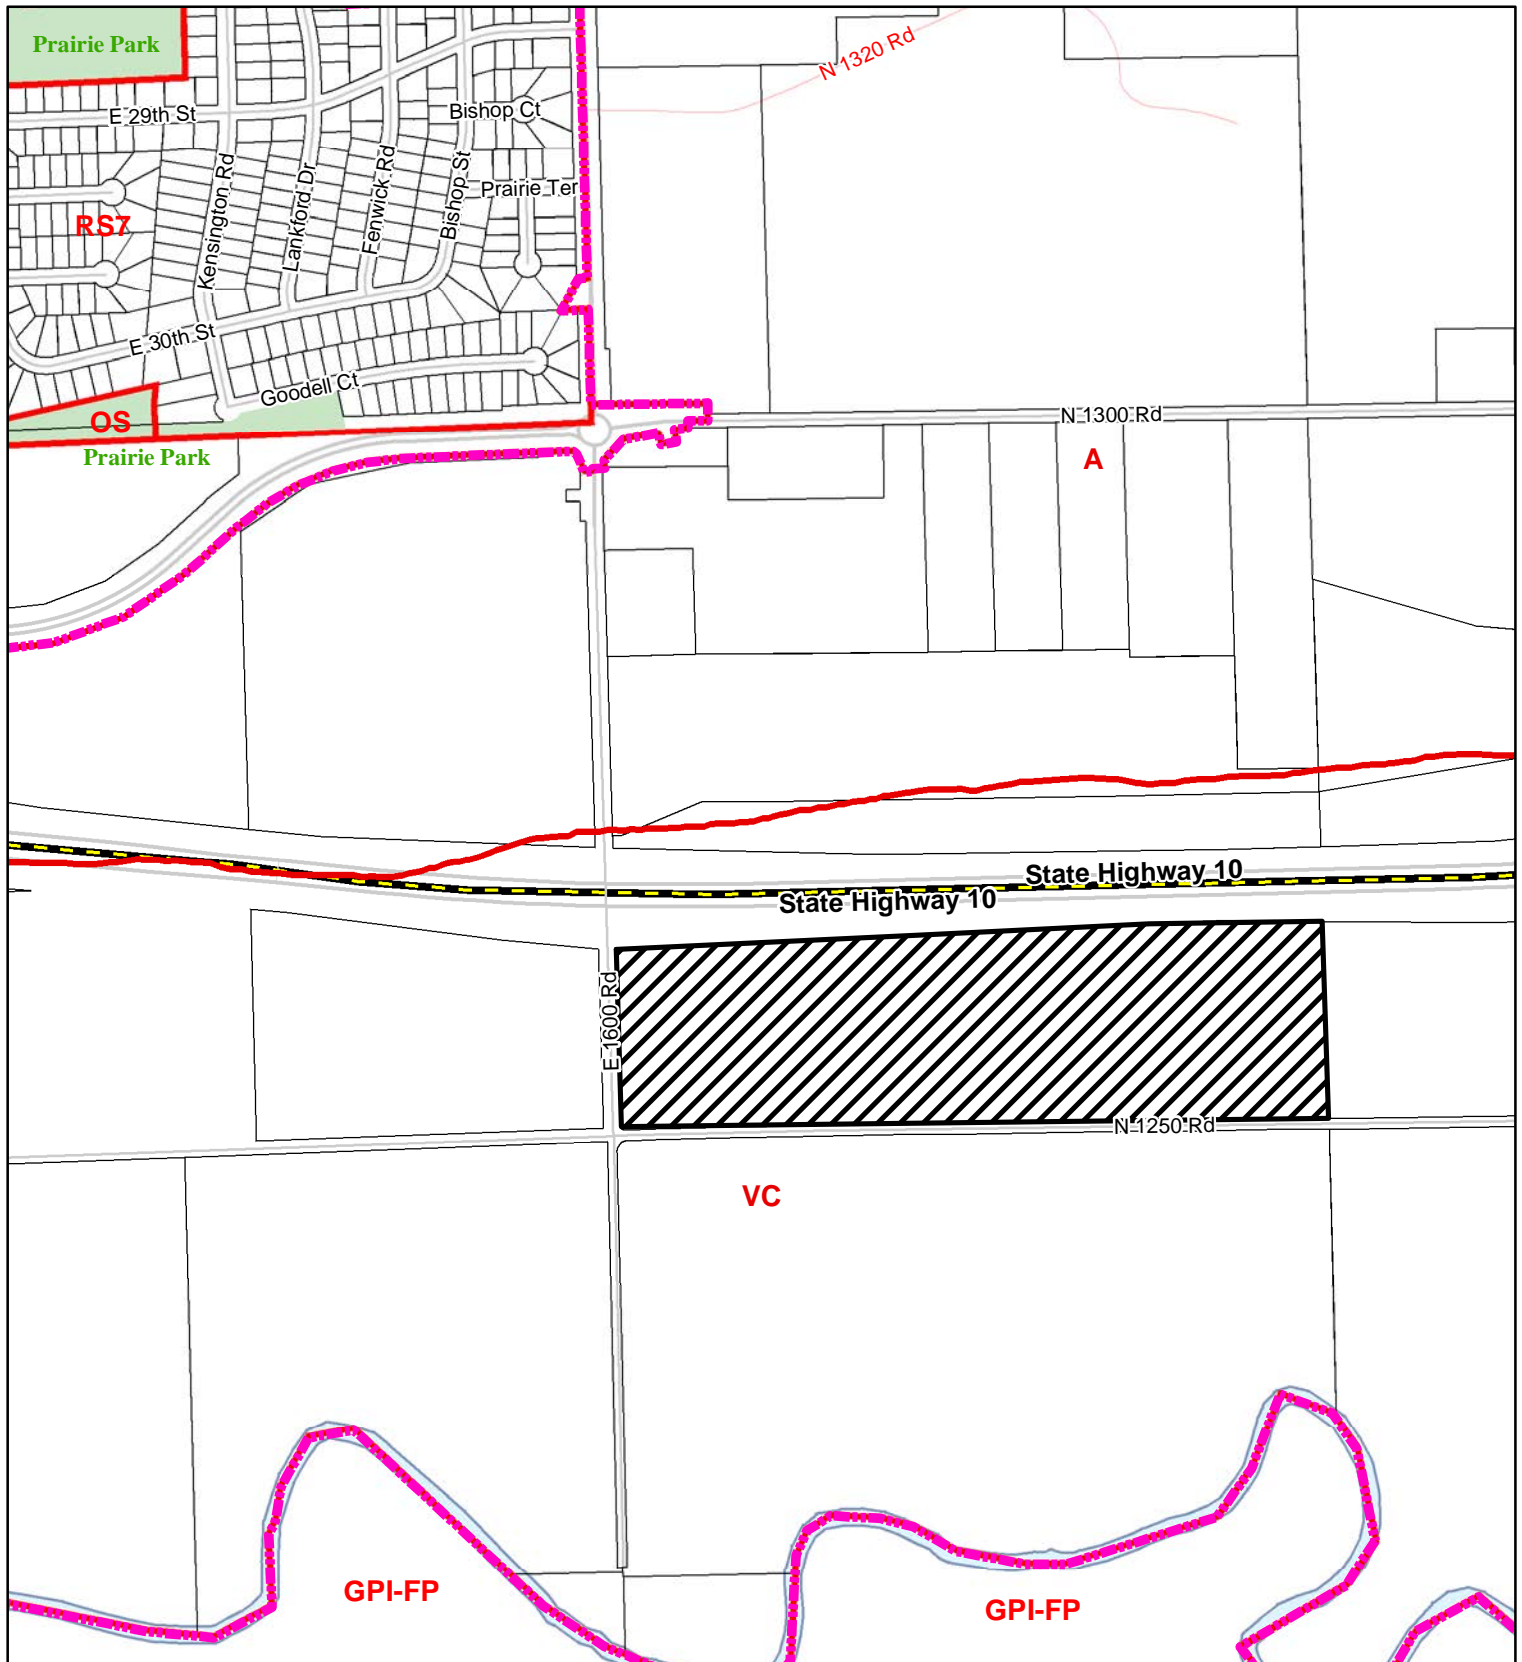 Prairie Park
N 1320 Rd
E 29th St
Bishop Ct
Kensington Rd
Lankford Dr
Fenwick Rd
Bishop St
Prairie Ter
RS7
E 30th St
Goodell Ct
OS
Prairie Park
N 1300 Rd
A
State Highway 10
State Highway 10
E 1600 Rd
N 1250 Rd
VC
GPI-FP
GPI-FP